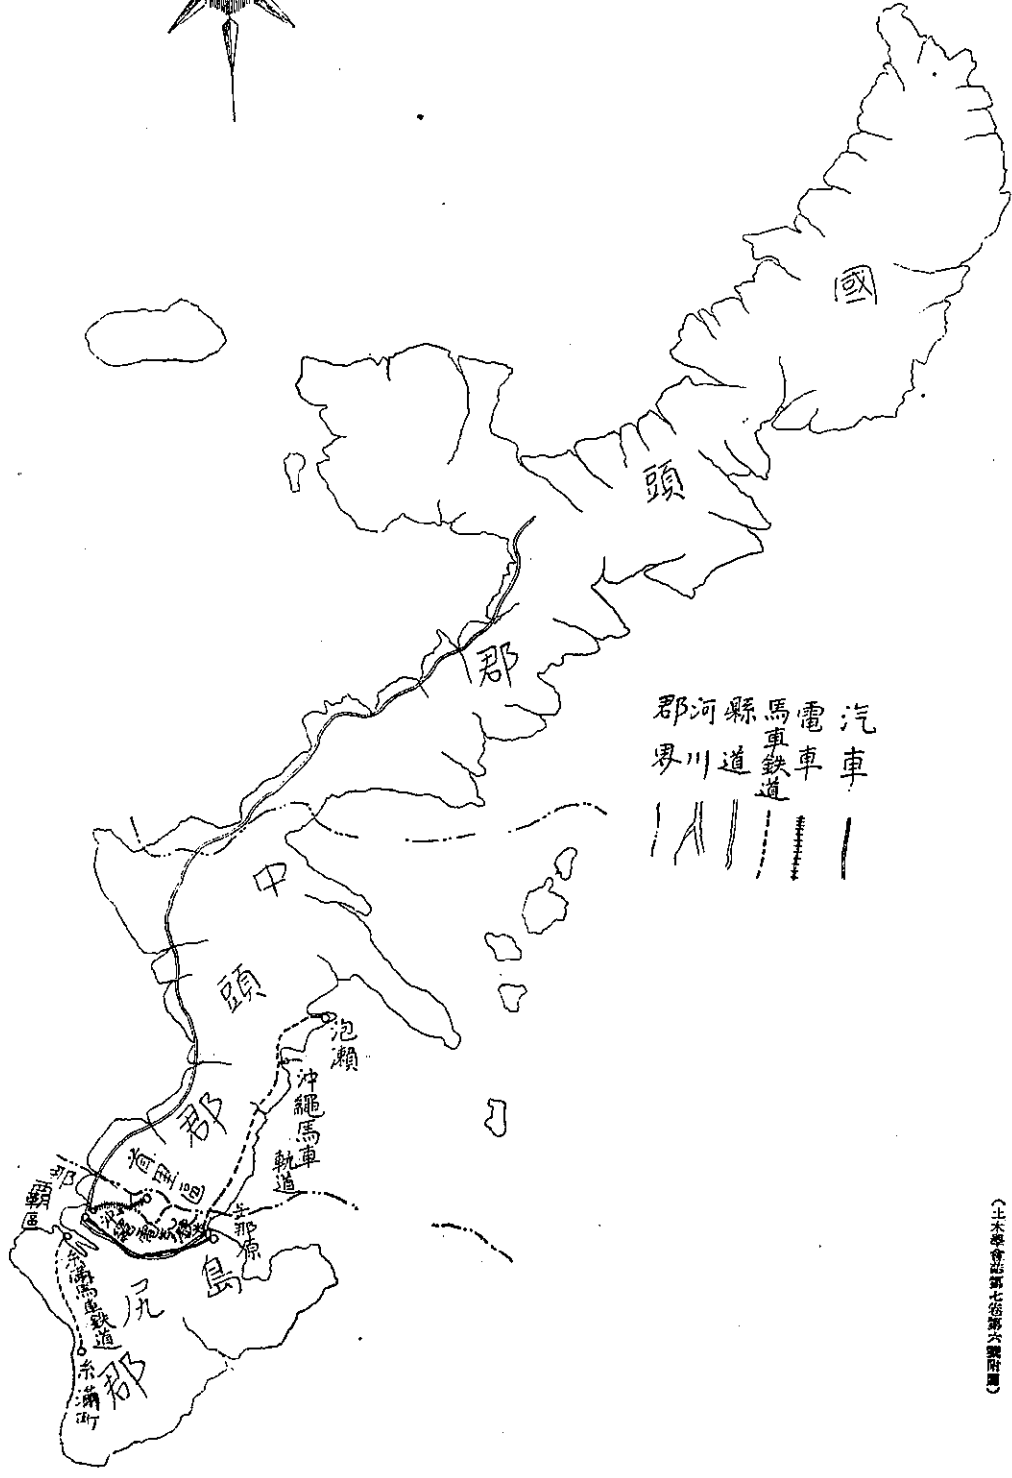 國
頭
郡
汽車
電車
馬車鉄道
縣道
河川
郡界
中
頭
郡
泡瀬
沖繩馬車
軌道
首里區
那覇區
与那原
島
尻
郡
糸満馬車鉄道
糸満町
(土木學會誌第七卷第六號附圖)